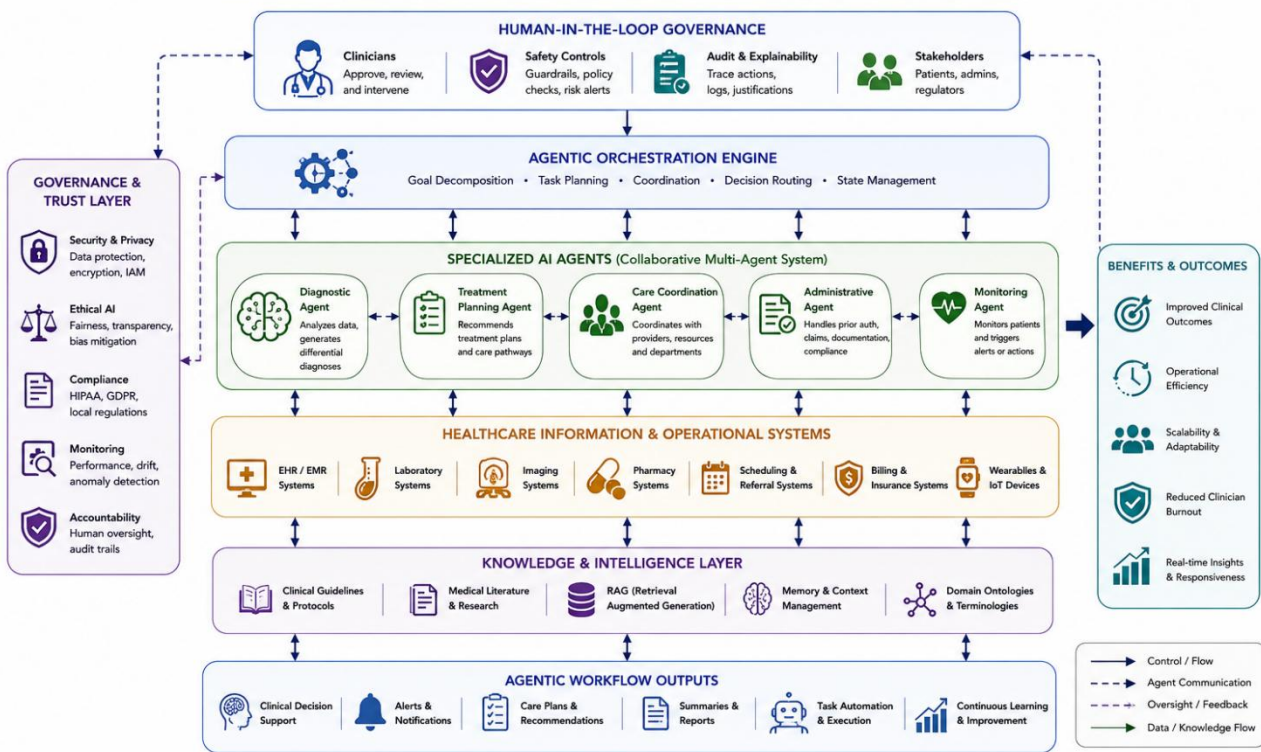 HUMAN-IN-THE-LOOP GOVERNANCE
Clinicians
Approve, review,
and intervene
Safety Controls
Guardrails, policy
checks, risk alerts
Audit & Explainability
Trace actions,
logs, justifications
Stakeholders
Patients, admins,
regulators
AGENTIC ORCHESTRATION ENGINE
Goal Decomposition • Task Planning • Coordination • Decision Routing • State Management
GOVERNANCE &
TRUST LAYER
Security & Privacy
Data protection,
encryption, IAM
Ethical AI
Fairness, transparency,
bias mitigation
Compliance
HIPAA, GDPR,
local regulations
Monitoring
Performance, drift,
anomaly detection
Accountability
Human oversight,
audit trails
SPECIALIZED AI AGENTS (Collaborative Multi-Agent System)
Diagnostic
Agent
Analyzes data,
generates
differential
diagnoses
Treatment
Planning Agent
Recommends
treatment plans
and care pathways
Care Coordination
Agent
Coordinates with
providers, resources
and departments
Administrative
Agent
Handles prior auth,
claims, documentation,
compliance
Monitoring
Agent
Monitors patients
and triggers
alerts or actions
HEALTHCARE INFORMATION & OPERATIONAL SYSTEMS
EHR / EMR
Systems
Laboratory
Systems
Imaging
Systems
Pharmacy
Systems
Scheduling &
Referral Systems
Billing &
Insurance Systems
$
Wearables &
IoT Devices
KNOWLEDGE & INTELLIGENCE LAYER
Clinical Guidelines
& Protocols
Medical Literature
& Research
RAG (Retrieval
Augmented Generation)
Memory & Context
Management
Domain Ontologies
& Terminologies
AGENTIC WORKFLOW OUTPUTS
Clinical Decision
Support
Alerts &
Notifications
Care Plans &
Recommendations
Summaries &
Reports
Task Automation
& Execution
Continuous Learning
& Improvement
BENEFITS & OUTCOMES
Improved Clinical
Outcomes
Operational
Efficiency
Scalability &
Adaptability
Reduced Clinician
Burnout
Real-time Insights
& Responsiveness
Control / Flow
Agent Communication
Oversight / Feedback
Data / Knowledge Flow